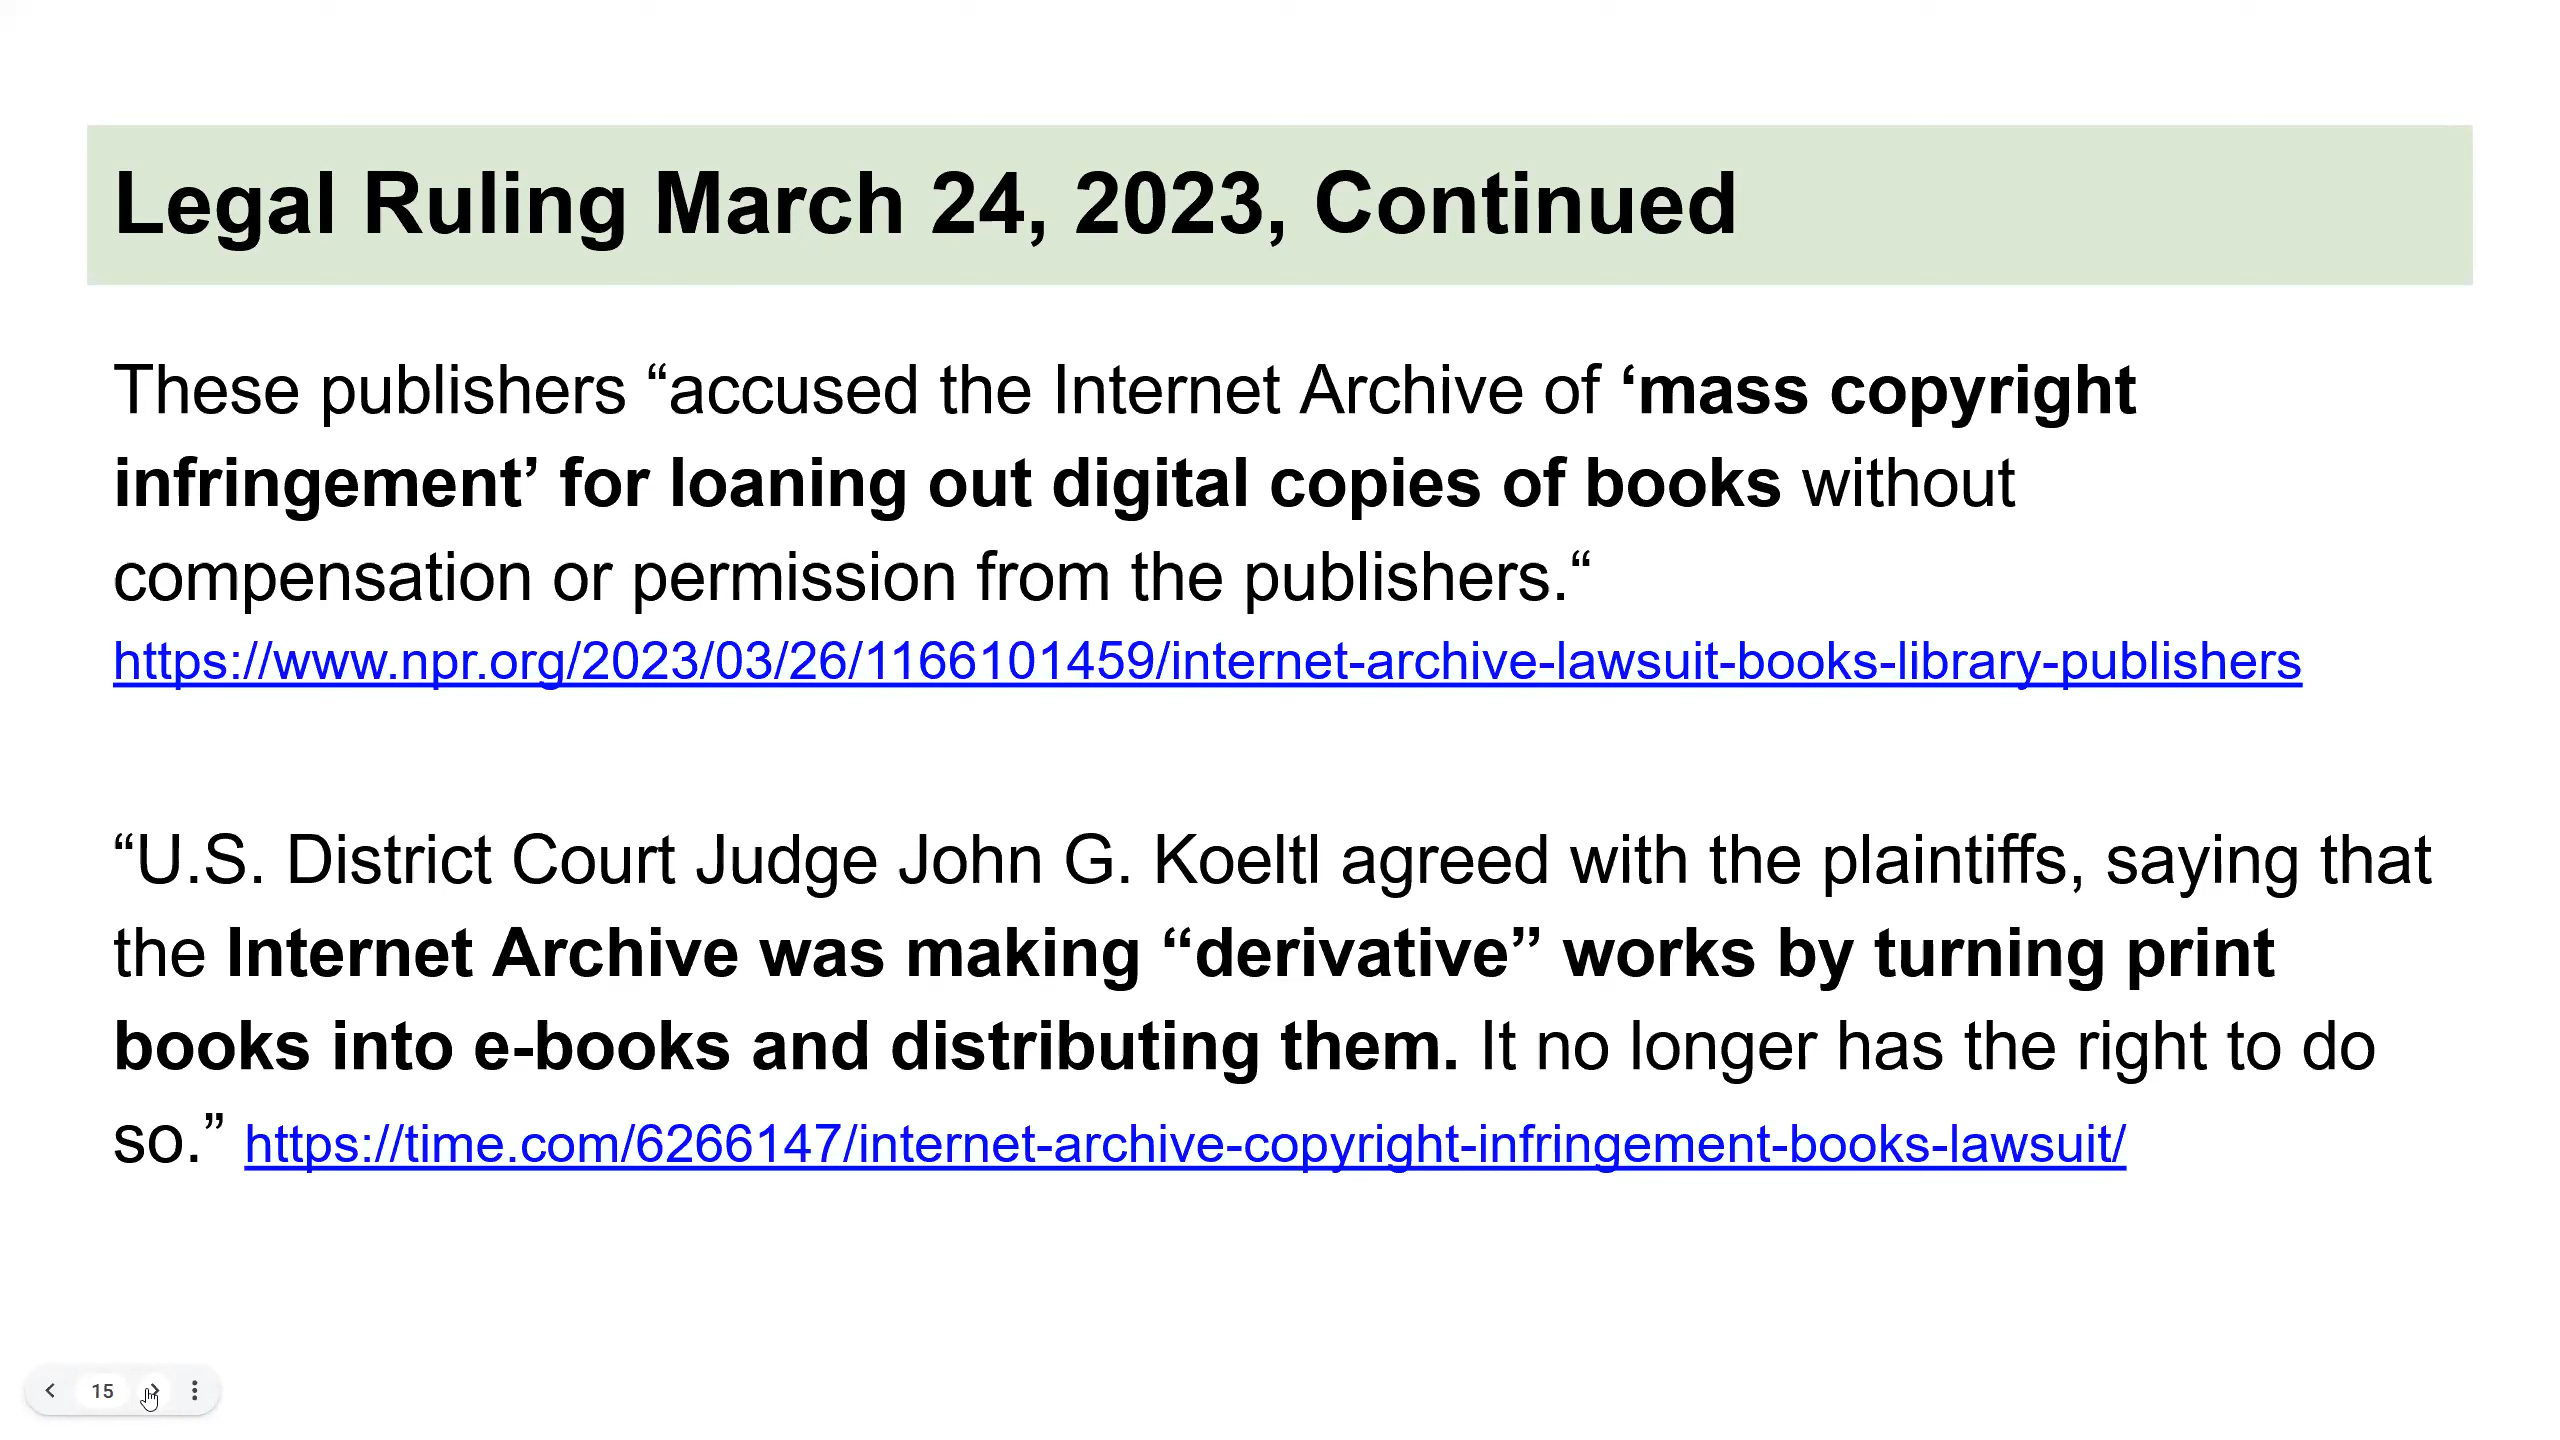 Legal Ruling March 24, 2023, Continued
These publishers “accused the Internet Archive of ‘mass copyright
infringement’ for loaning out digital copies of books without
compensation or permission from the publishers.“
https://www.npr.org/2023/03/26/1166101459/internet-archive-lawsuit-books-library-publishers
“U.S. District Court Judge John G. Koeltl agreed with the plaintiffs, saying that
the Internet Archive was making “derivative” works by turning print
books into e-books and distributing them. It no longer has the right to do
so.” https://time.com/6266147/internet-archive-copyright-infringement-books-lawsuit/
15